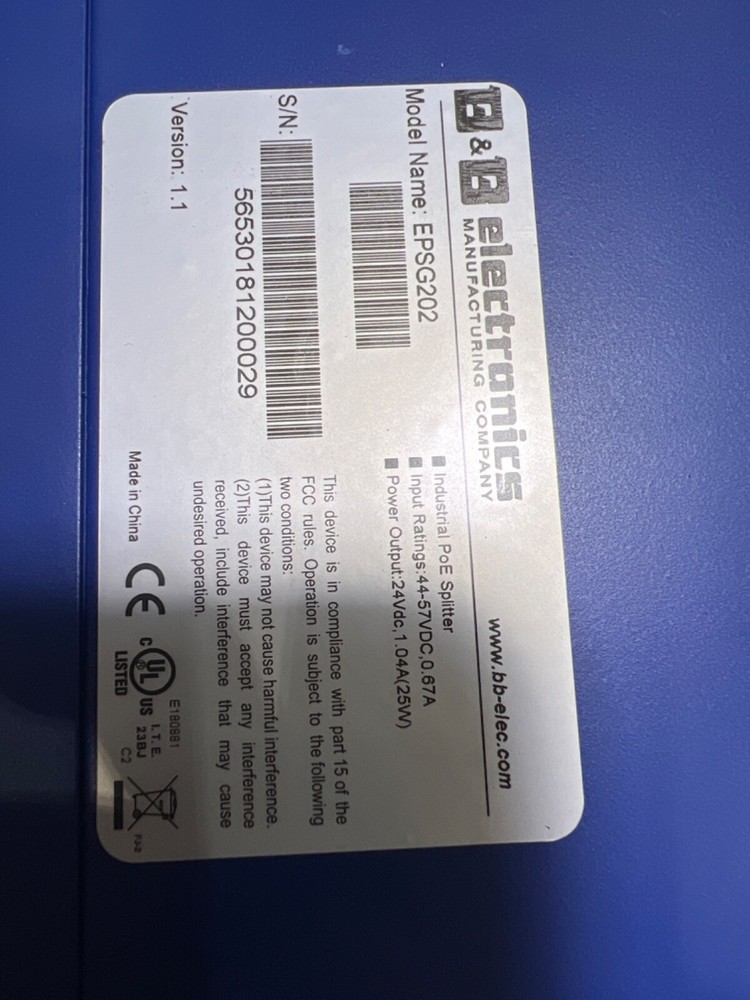 B&B electronics
MANUFACTURING COMPANY
www.bb-elec.com
Model Name: EPSG202
Industrial PoE Splitter
Input Ratings:44-57VDC,0.67A
Power Output:24Vdc,1.04A(25W)
S/N:
5653018120029
Version: 1.1
This device is in compliance with part 15 of the
FCC rules. Operation is subject to the following
two conditions:
(1)This device may not cause harmful interference.
(2)This device must accept any interference
received, include interference that may cause
undesired operation.
Made in China
CE
c UL US
LISTED
E180881
I.T.E.
23BJ
C2